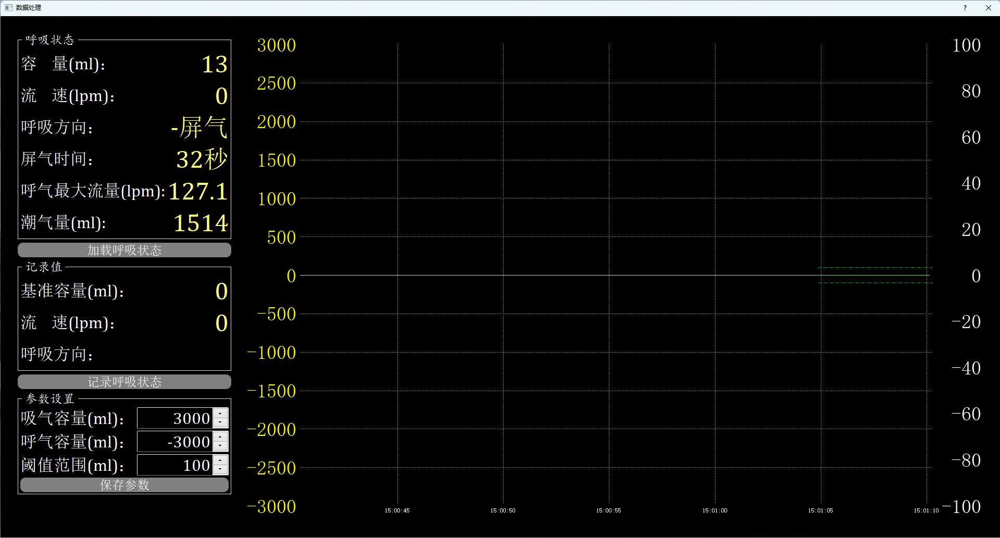 数据处理
?
呼吸状态
容 量(ml): 13
流 速(lpm): 0
呼吸方向: -屏气
屏气时间: 32秒
呼气最大流量(lpm): 127.1
潮气量(ml): 1514
加载呼吸状态
记录值
基准容量(ml): 0
流 速(lpm): 0
呼吸方向:
记录呼吸状态
参数设置
吸气容量(ml): 3000
呼气容量(ml): -3000
阈值范围(ml): 100
保存参数
3000
2500
2000
1500
1000
500
0
-500
-1000
-1500
-2000
-2500
-3000
15:00:45 15:00:50 15:00:55 15:01:00 15:01:05 15:01:10
100
80
60
40
20
0
-20
-40
-60
-80
-100